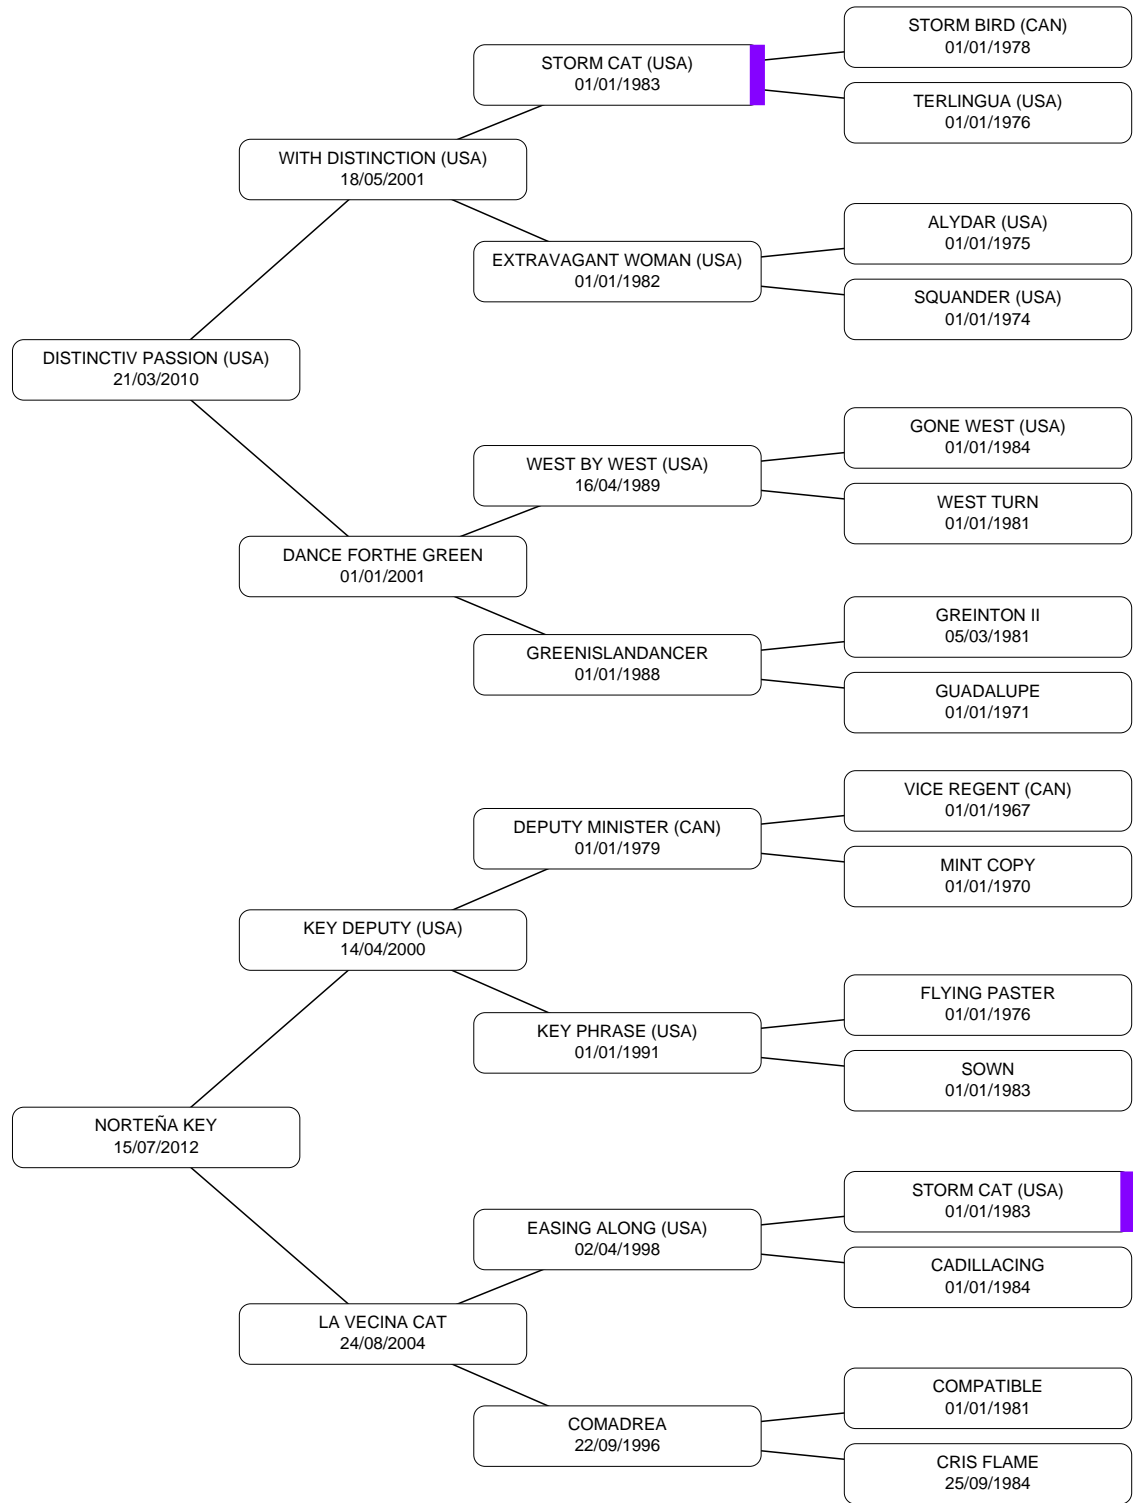 STORM BIRD (CAN)
01/01/1978
STORM CAT (USA)
01/01/1983
TERLINGUA (USA)
01/01/1976
WITH DISTINCTION (USA)
18/05/2001
ALYDAR (USA)
01/01/1975
EXTRAVAGANT WOMAN (USA)
01/01/1982
SQUANDER (USA)
01/01/1974
DISTINCTIV PASSION (USA)
21/03/2010
GONE WEST (USA)
01/01/1984
WEST BY WEST (USA)
16/04/1989
WEST TURN
01/01/1981
DANCE FORTHE GREEN
01/01/2001
GREINTON II
05/03/1981
GREENISLANDANCER
01/01/1988
GUADALUPE
01/01/1971
VICE REGENT (CAN)
01/01/1967
DEPUTY MINISTER (CAN)
01/01/1979
MINT COPY
01/01/1970
KEY DEPUTY (USA)
14/04/2000
FLYING PASTER
01/01/1976
KEY PHRASE (USA)
01/01/1991
SOWN
01/01/1983
NORTEÑA KEY
15/07/2012
STORM CAT (USA)
01/01/1983
EASING ALONG (USA)
02/04/1998
CADILLACING
01/01/1984
LA VECINA CAT
24/08/2004
COMPATIBLE
01/01/1981
COMADREA
22/09/1996
CRIS FLAME
25/09/1984